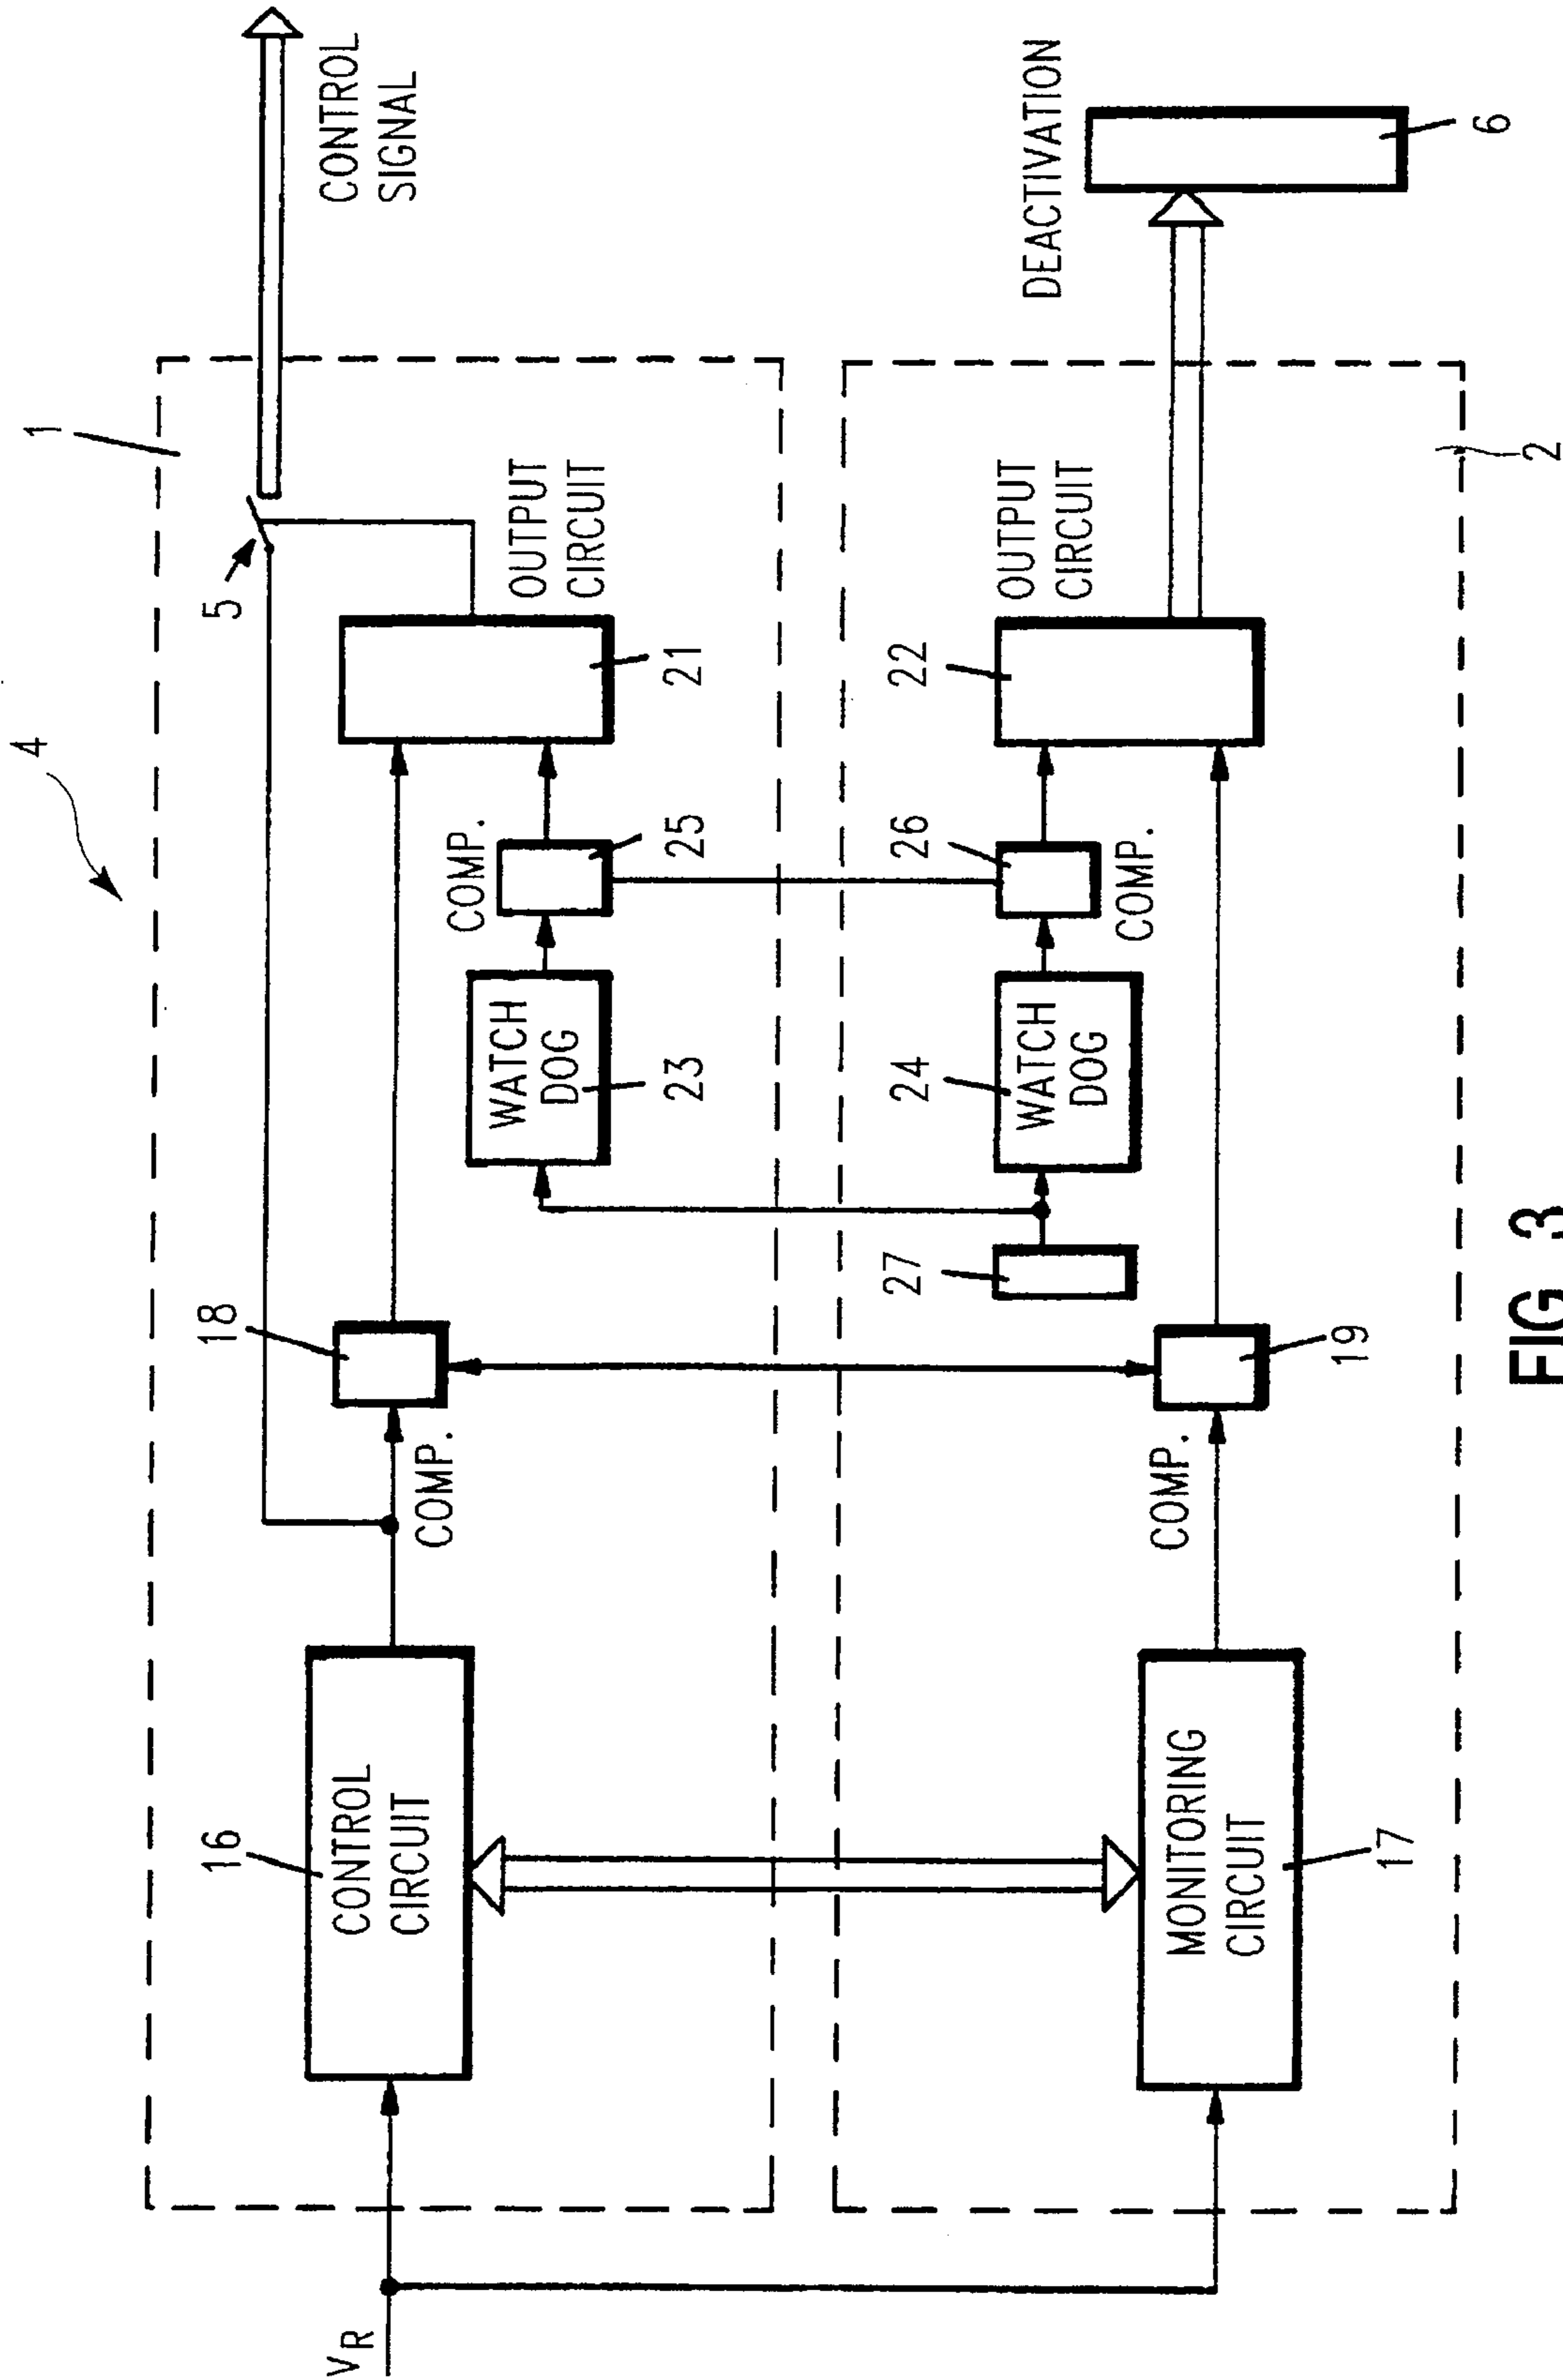 4
1
5
CONTROL
SIGNAL
18
COMP.
16
CONTROL
CIRCUIT
COMP.
WATCH
DOG
23
25
21
OUTPUT
CIRCUIT
V_R
27
24
WATCH
DOG
26
COMP.
22
OUTPUT
CIRCUIT
DEACTIVATION
6
MONITORING
CIRCUIT
17
COMP.
19
2
FIG. 3